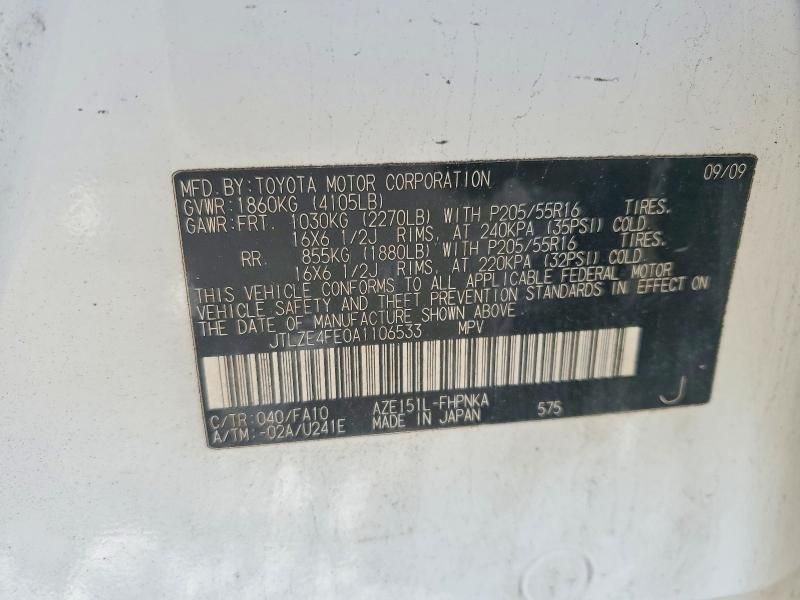 MFD. BY: TOYOTA MOTOR CORPORATION 09/09
GVWR: 1860KG (4105LB)
GAWR: FRT. 1030KG (2270LB) WITH P205/55R16 TIRES.
16X6 1/2J RIMS, AT 240KPA (35PSI) COLD.
RR. 855KG (1880LB) WITH P205/55R16 TIRES.
16X6 1/2J RIMS, AT 220KPA (32PSI) COLD.
THIS VEHICLE CONFORMS TO ALL APPLICABLE FEDERAL MOTOR
VEHICLE SAFETY AND THEFT PREVENTION STANDARDS IN EFFECT ON
THE DATE OF MANUFACTURE SHOWN ABOVE.
JTLZE4FE0A1106533 MPV
C/TR: 040/FA10 AZE151L-FHPNKA 575 J
A/TM: -02A/U241E MADE IN JAPAN